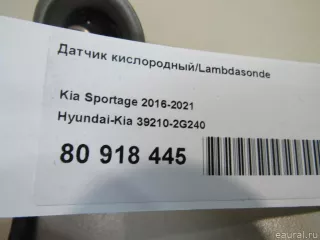 Датчик кислородный/Lambdasonde
Kia Sportage 2016-2021
Hyundai-Kia 39210-2G240
80 918 445
eaural.ru